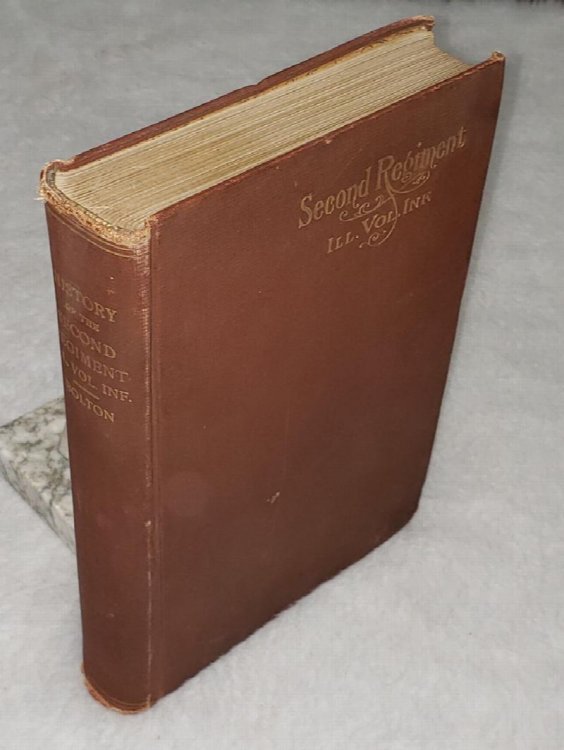 HISTORY
OF THE
SECOND
REGIMENT
ILL. VOL. INF.
BOLTON
Second Regiment
ILL. VOL. INF